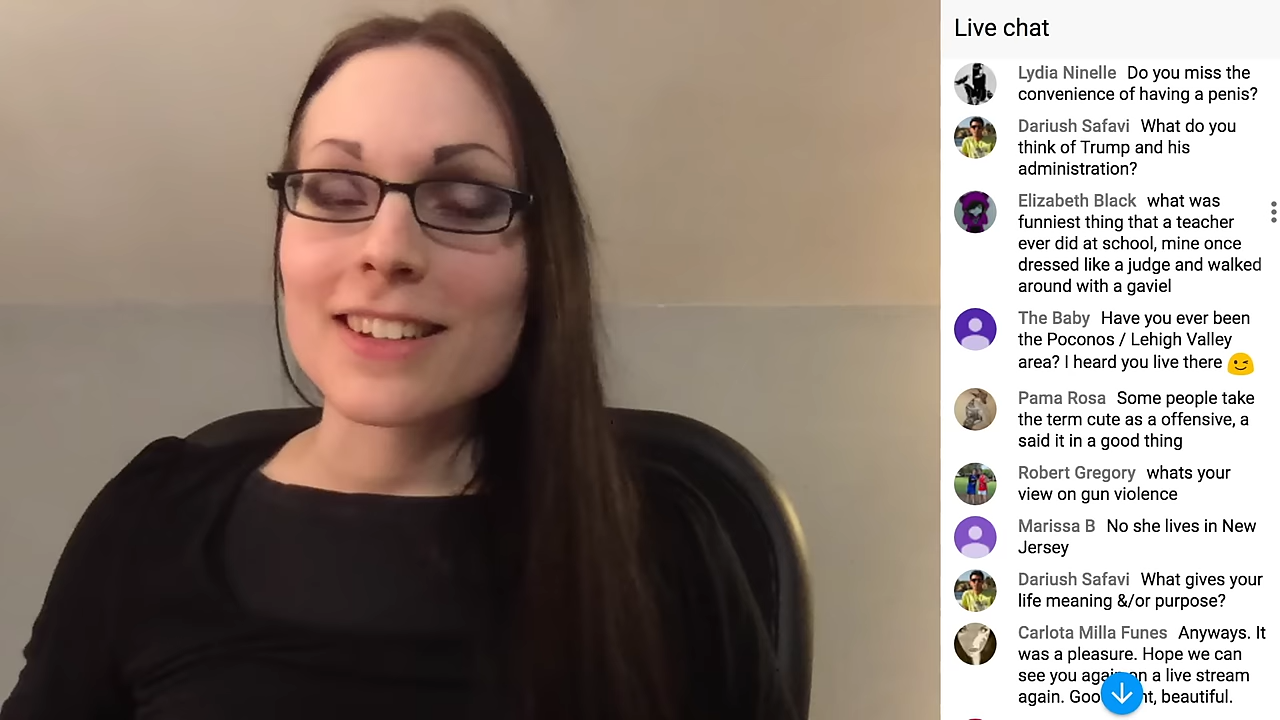 Live chat
Lydia Ninelle Do you miss the
convenience of having a penis?
Dariush Safavi What do you
think of Trump and his
administration?
Elizabeth Black what was
funniest thing that a teacher
ever did at school, mine once
dressed like a judge and walked
around with a gaviel
The Baby Have you ever been
the Poconos / Lehigh Valley
area? I heard you live there 😉
Pama Rosa Some people take
the term cute as a offensive, a
said it in a good thing
Robert Gregory whats your
view on gun violence
Marissa B No she lives in New
Jersey
Dariush Safavi What gives your
life meaning &/or purpose?
Carlota Milla Funes Anyways. It
was a pleasure. Hope we can
see you again on a live stream
again. beautiful.